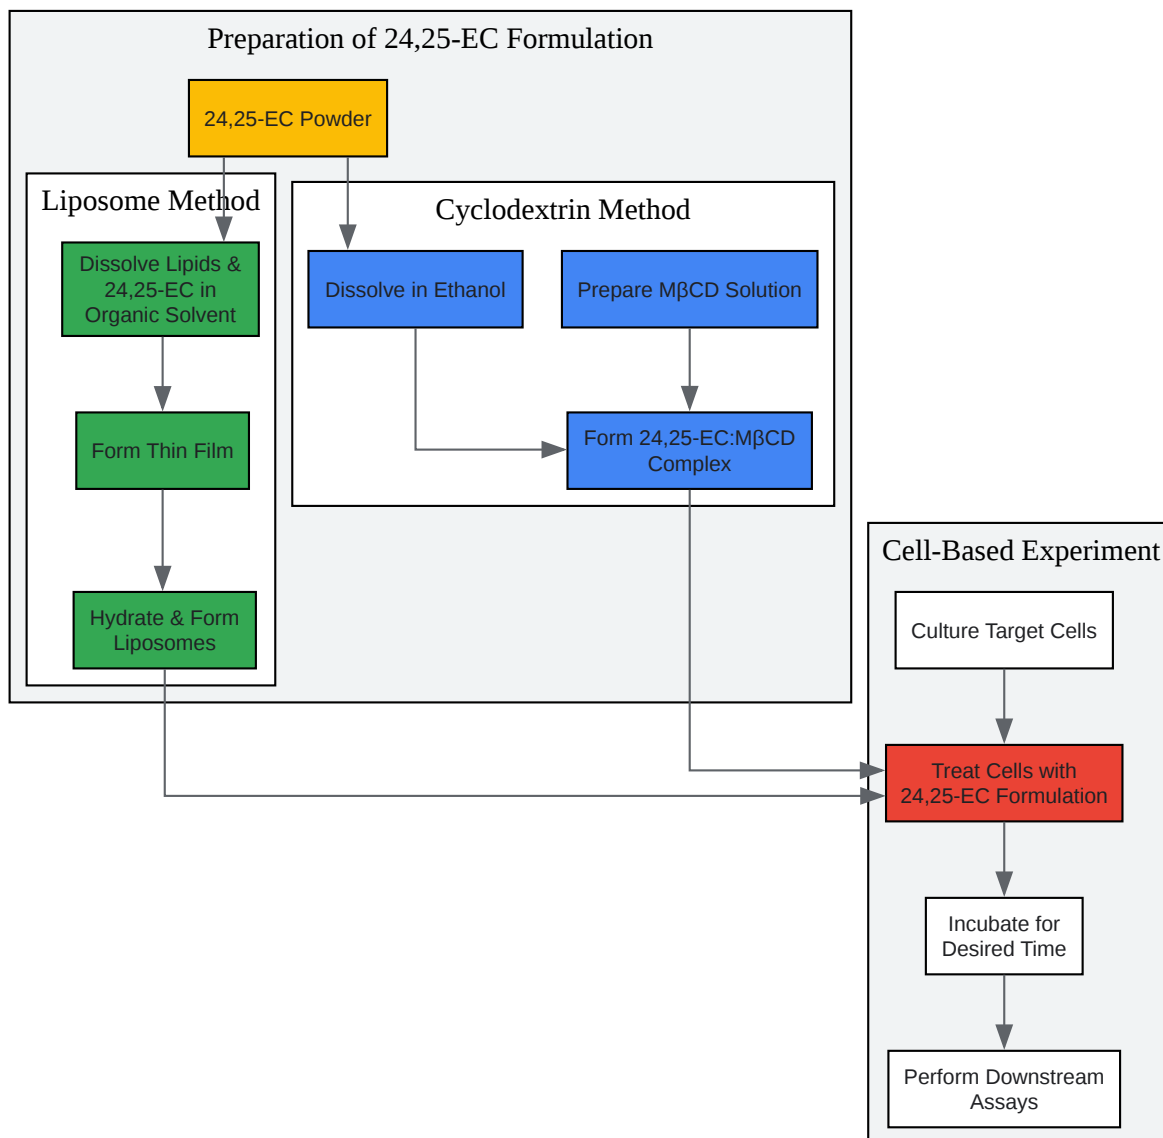 Preparation of 24,25-EC Formulation
24,25-EC Powder
Liposome Method
Dissolve Lipids &
24,25-EC in
Organic Solvent
Form Thin Film
Hydrate & Form
Liposomes
Cyclodextrin Method
Dissolve in Ethanol
Prepare MβCD Solution
Form 24,25-EC:MβCD
Complex
Cell-Based Experiment
Culture Target Cells
Treat Cells with
24,25-EC Formulation
Incubate for
Desired Time
Perform Downstream
Assays